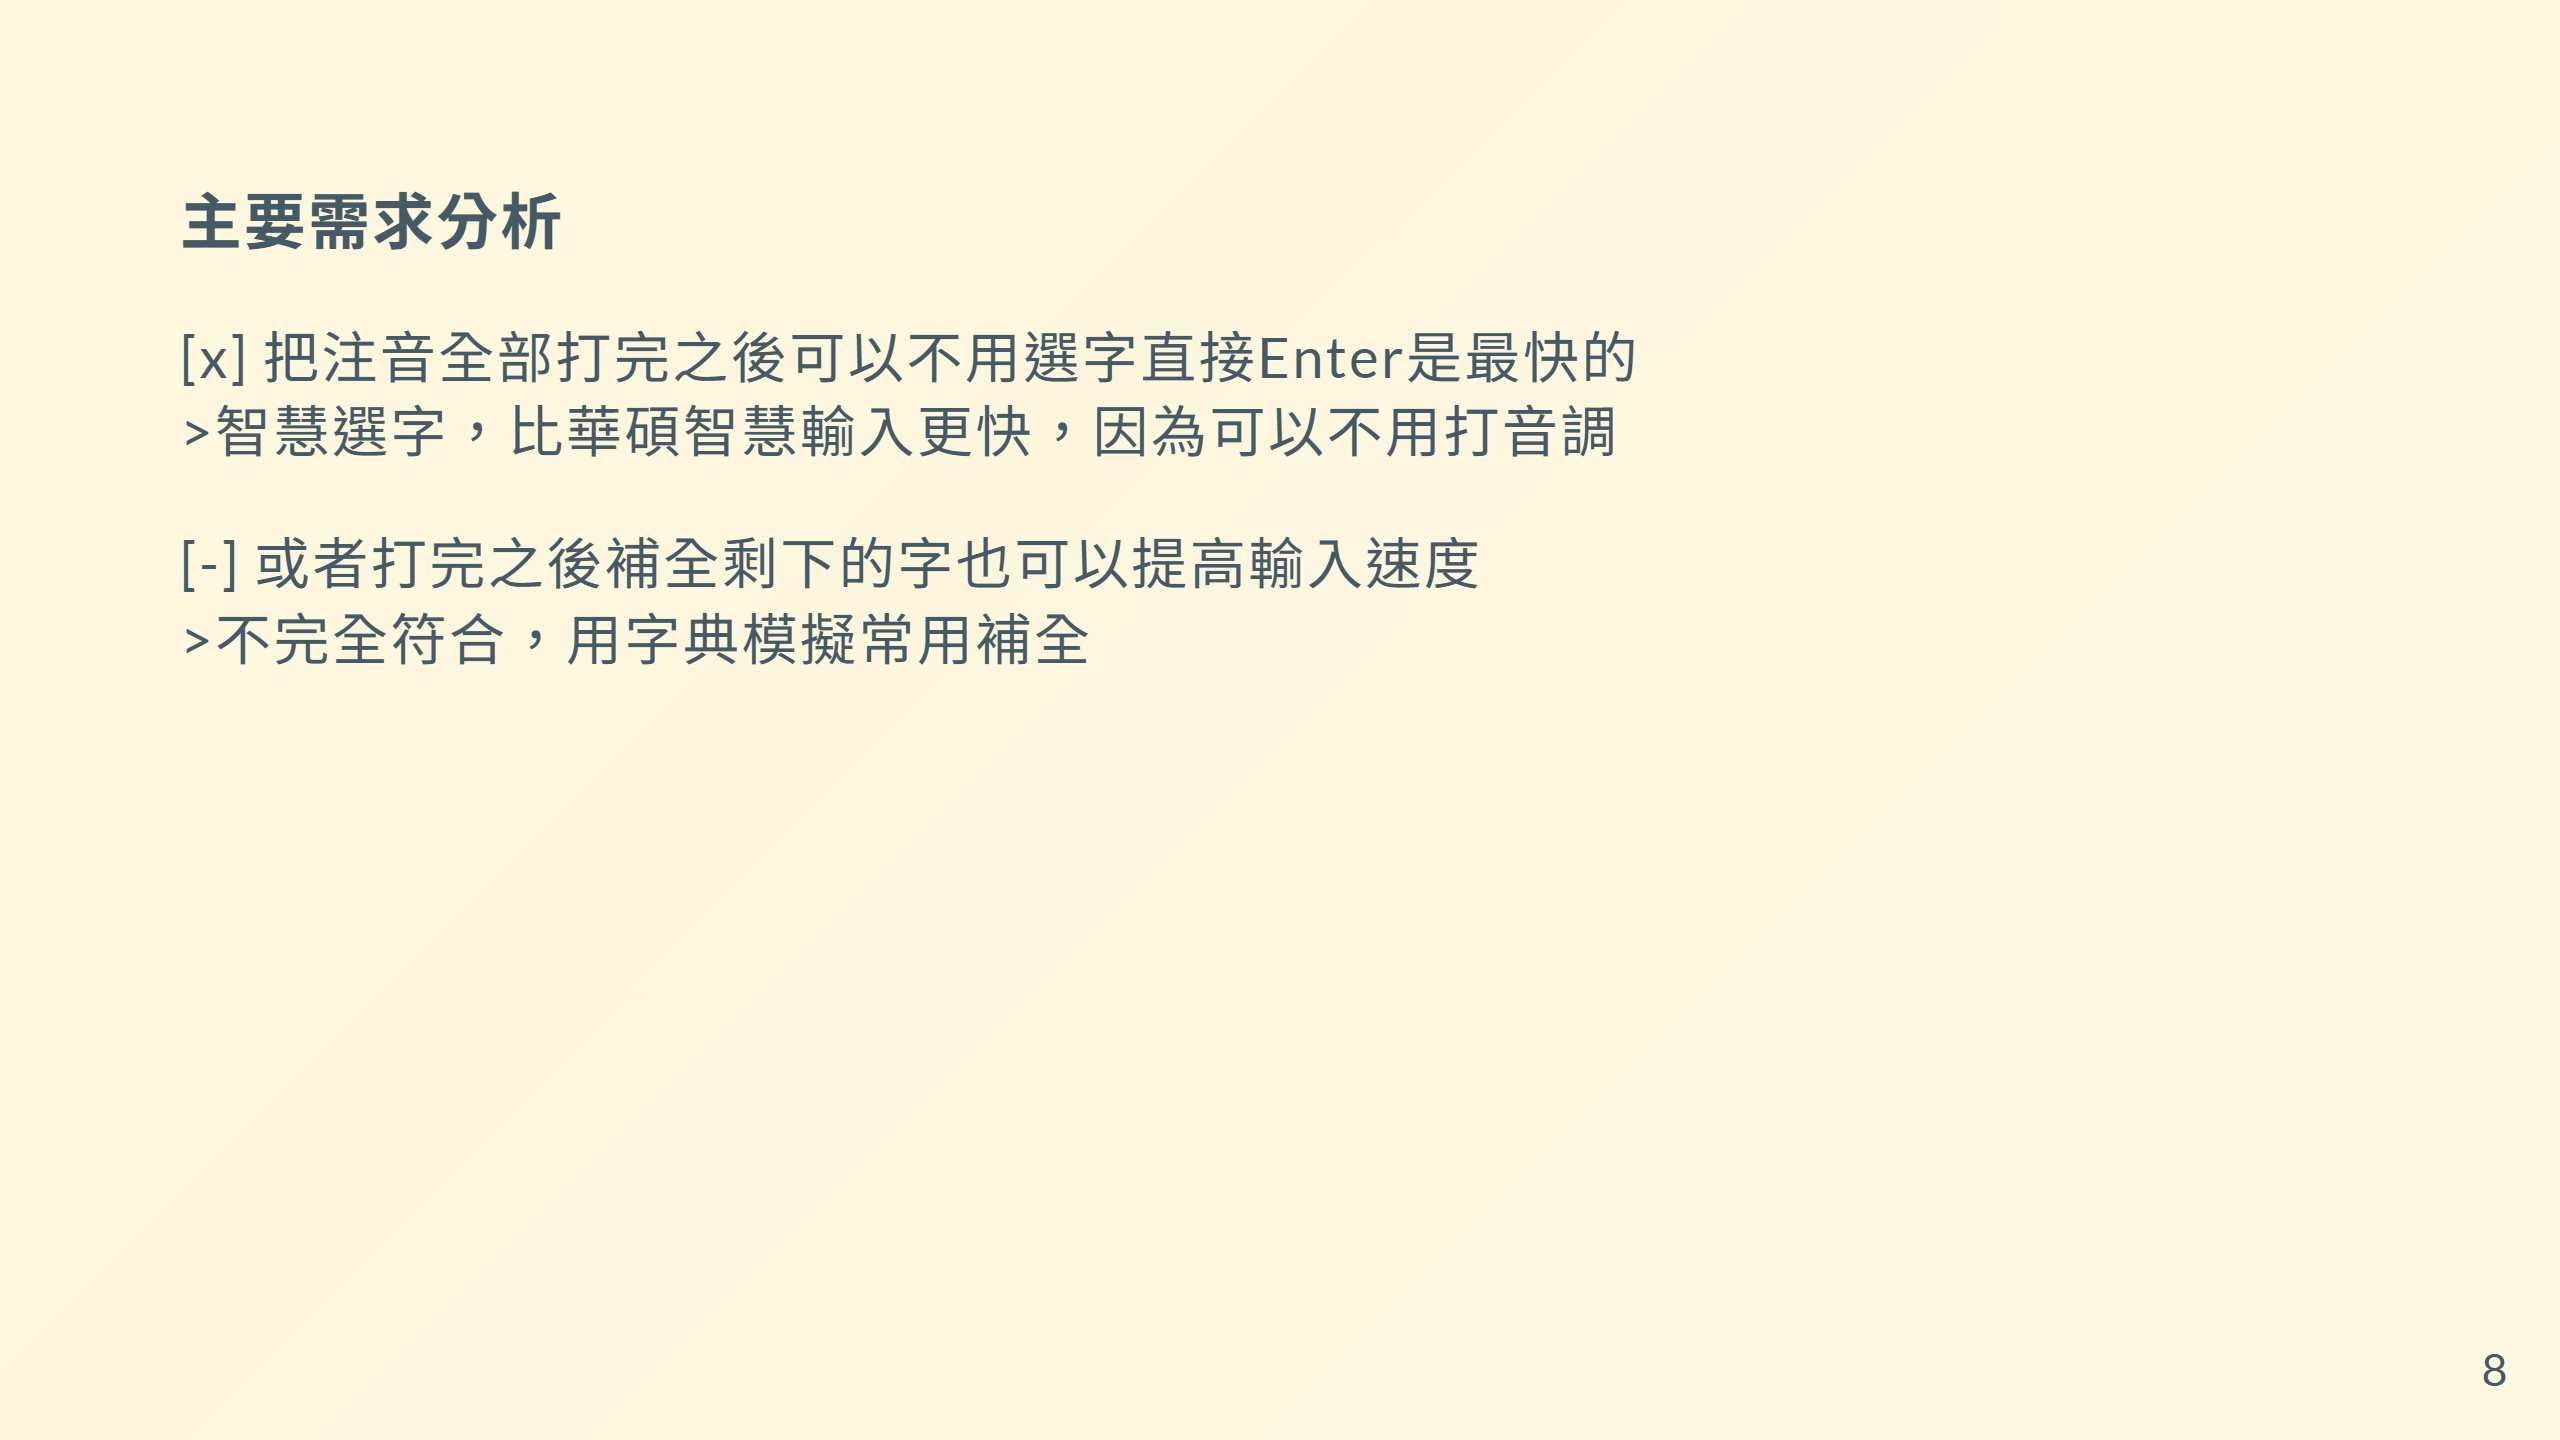 主要需求分析
[x] 把注音全部打完之後可以不用選字直接Enter是最快的
>智慧選字，比華碩智慧輸入更快，因為可以不用打音調
[-] 或者打完之後補全剩下的字也可以提高輸入速度
>不完全符合，用字典模擬常用補全
8